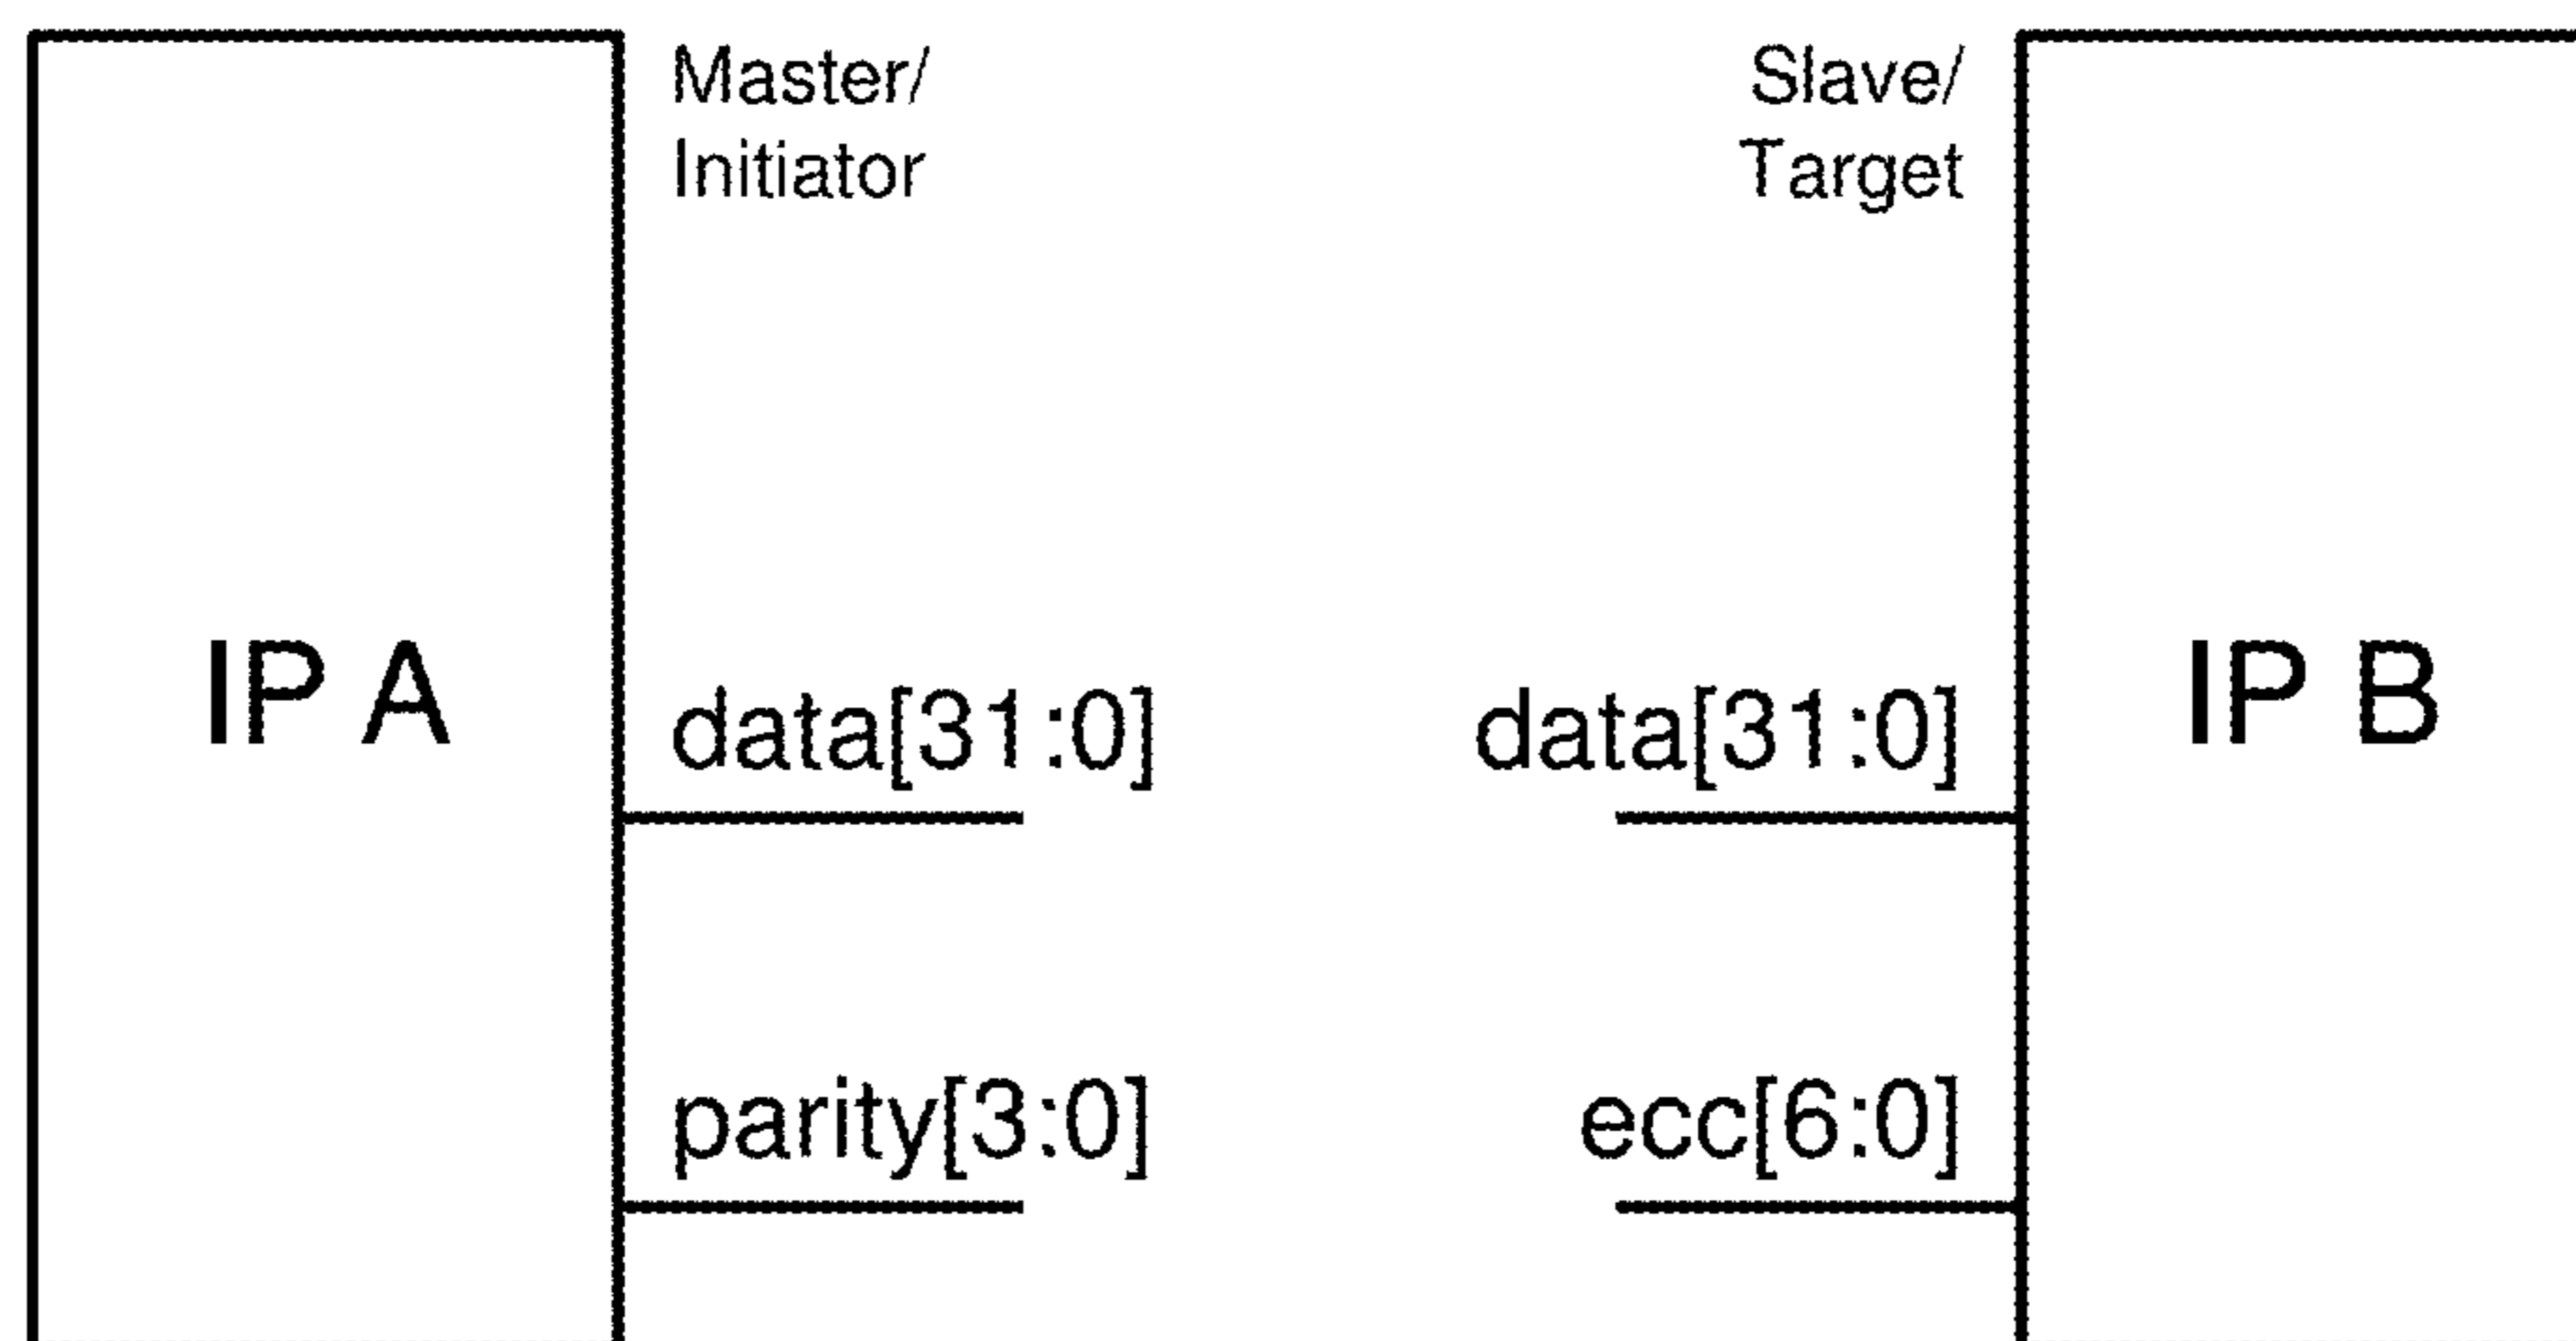 Master/
Initiator
Slave/
Target
IP A
IP B
data[31:0]
data[31:0]
parity[3:0]
ecc[6:0]